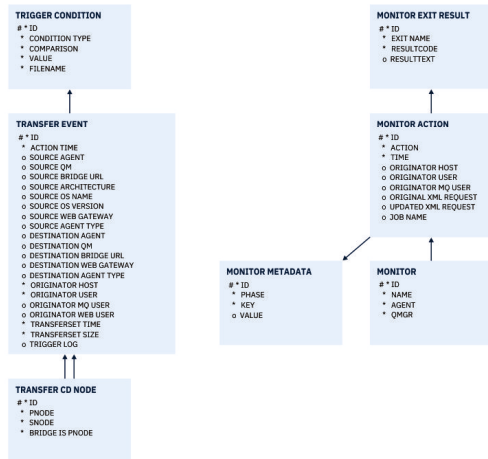 TRIGGER CONDITION
# * ID
* CONDITION TYPE
* COMPARISON
* VALUE
* FILENAME
MONITOR EXIT RESULT
# * ID
* EXIT NAME
* RESULTCODE
o RESULTTEXT
TRANSFER EVENT
# * ID
* ACTION TIME
o SOURCE AGENT
o SOURCE QM
o SOURCE BRIDGE URL
o SOURCE ARCHITECTURE
o SOURCE OS NAME
o SOURCE OS VERSION
o SOURCE WEB GATEWAY
o SOURCE AGENT TYPE
o DESTINATION AGENT
o DESTINATION QM
o DESTINATION BRIDGE URL
o DESTINATION WEB GATEWAY
o DESTINATION AGENT TYPE
* ORIGINATOR HOST
* ORIGINATOR USER
o ORIGINATOR MQ USER
o ORIGINATOR WEB USER
* TRANSFERSET TIME
* TRANSFERSET SIZE
o TRIGGER LOG
MONITOR ACTION
# * ID
* ACTION
* TIME
o ORIGINATOR HOST
o ORIGINATOR USER
o ORIGINATOR MQ USER
o ORIGINAL XML REQUEST
o UPDATED XML REQUEST
o JOB NAME
MONITOR METADATA
# * ID
* PHASE
* KEY
o VALUE
MONITOR
# * ID
* NAME
* AGENT
* QMGR
TRANSFER CD NODE
# * ID
* PNODE
* SNODE
* BRIDGE IS PNODE